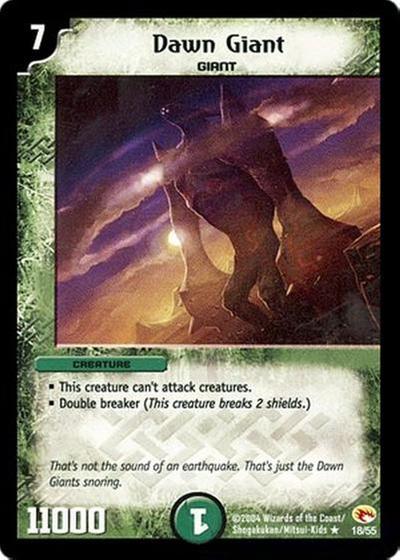 7
Dawn Giant
GIANT
CREATURE
▪ This creature can't attack creatures.
▪ Double breaker (This creature breaks 2 shields.)
That's not the sound of an earthquake. That's just the Dawn
Giants snoring.
11000
1
©2004 Wizards of the Coast/
Shogakukan/Mitsui-Kids ★ 18/55